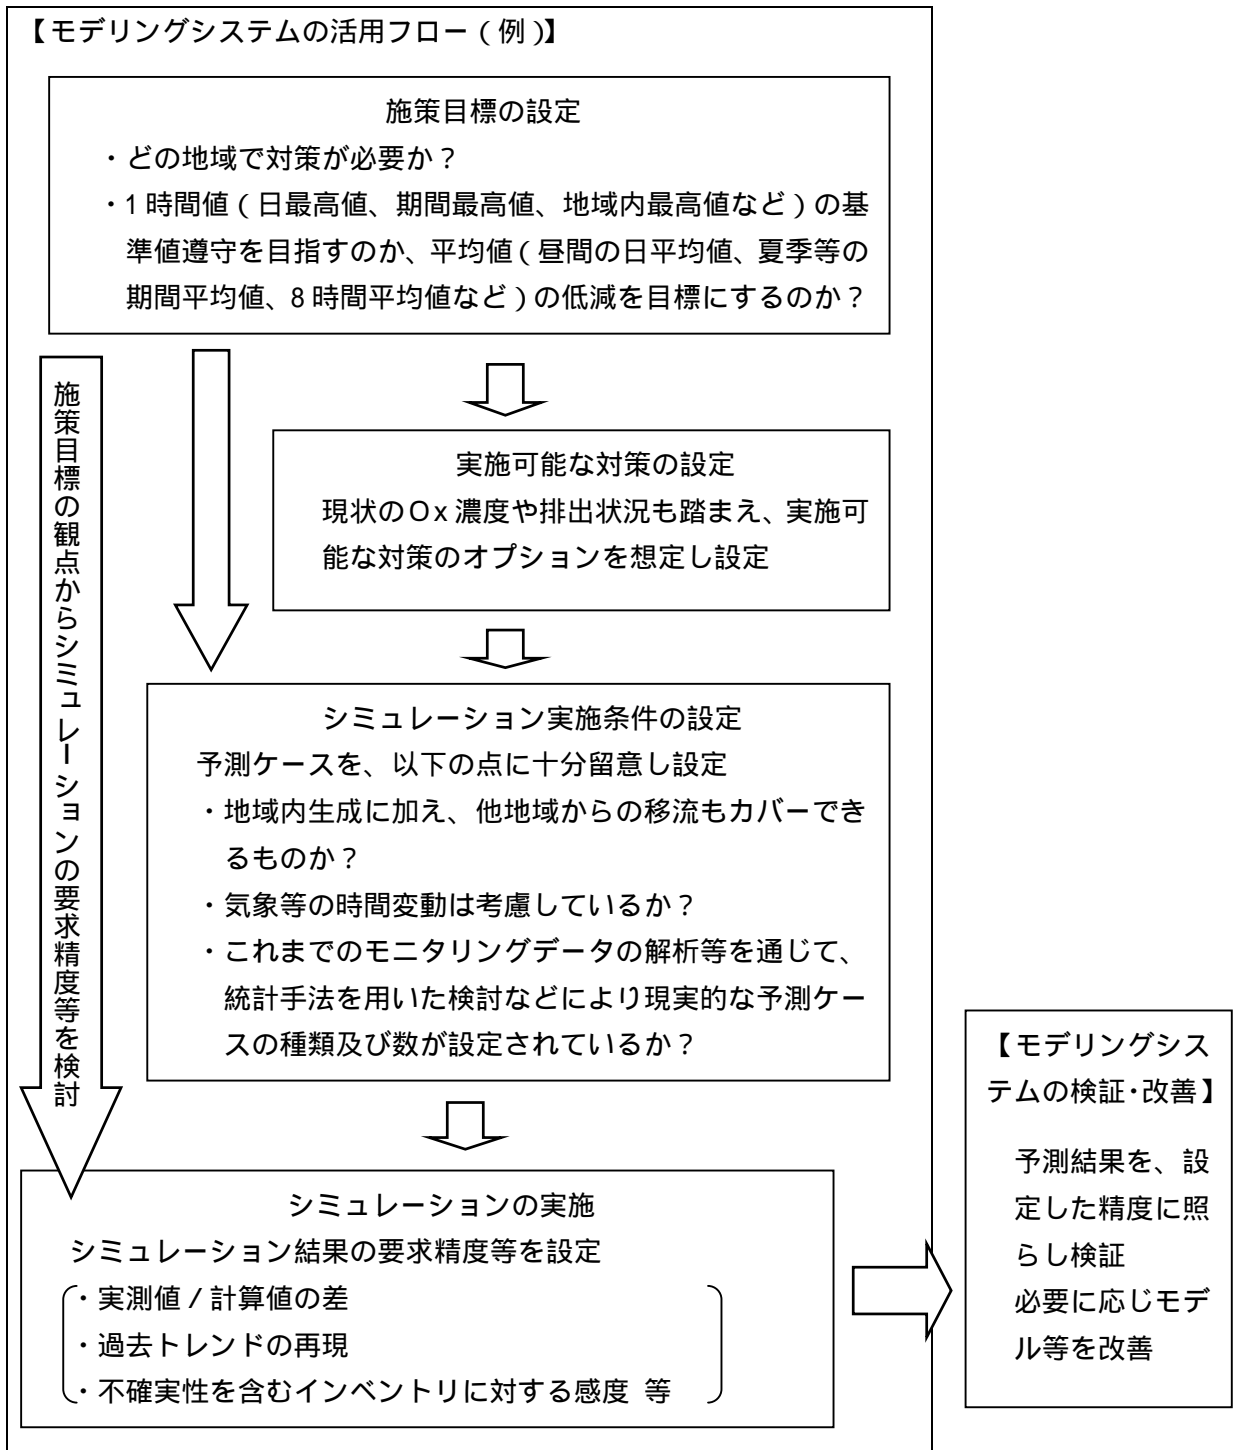 【モデリングシステムの活用フロー(例)】
施策目標の設定
・どの地域で対策が必要か?
・1時間値(日最高値、期間最高値、地域内最高値など)の基
準値遵守を目指すのか、平均値(昼間の日平均値、夏季等の
期間平均値、8時間平均値など)の低減を目標にするのか?
施策目標の観点からシミュレーションの要求精度等を検討
実施可能な対策の設定
現状のOx濃度や排出状況も踏まえ、実施可
能な対策のオプションを想定し設定
シミュレーション実施条件の設定
予測ケースを、以下の点に十分留意し設定
・地域内生成に加え、他地域からの移流もカバーでき
るものか?
・気象等の時間変動は考慮しているか?
・これまでのモニタリングデータの解析等を通じて、
統計手法を用いた検討などにより現実的な予測ケー
スの種類及び数が設定されているか?
シミュレーションの実施
シミュレーション結果の要求精度等を設定
・実測値/計算値の差
・過去トレンドの再現
・不確実性を含むインベントリに対する感度 等
【モデリングシス
テムの検証・改善】
予測結果を、設
定した精度に照
らし検証
必要に応じモデ
ル等を改善